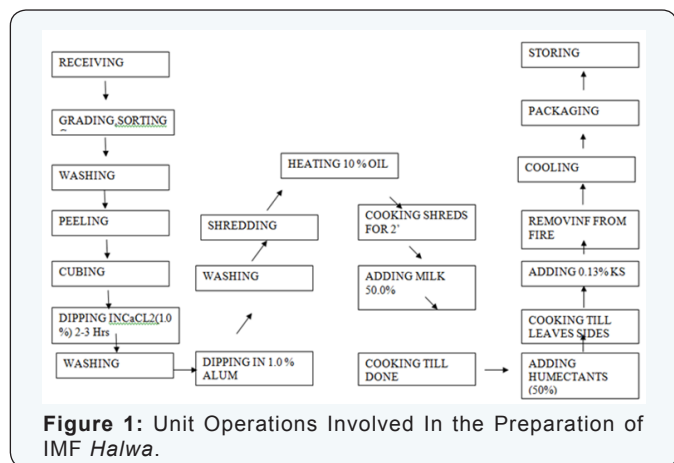 RECEIVING
GRADING,SORTING
WASHING
PEELING
CUBING
DIPPING INCaCL2(1.0
%) 2-3 Hrs
WASHING
DIPPING IN 1.0 %
ALUM
WASHING
SHREDDING
HEATING 10 % OIL
COOKING SHREDS
FOR 2’
ADDING MILK
50.0%
COOKING TILL
DONE
ADDING
HUMECTANTS
(50%)
COOKING TILL
LEAVES SIDES
ADDING 0.13% KS
REMOVINF FROM
FIRE
COOLING
PACKAGING
STORING
Figure 1: Unit Operations Involved In the Preparation of
IMF Halwa.